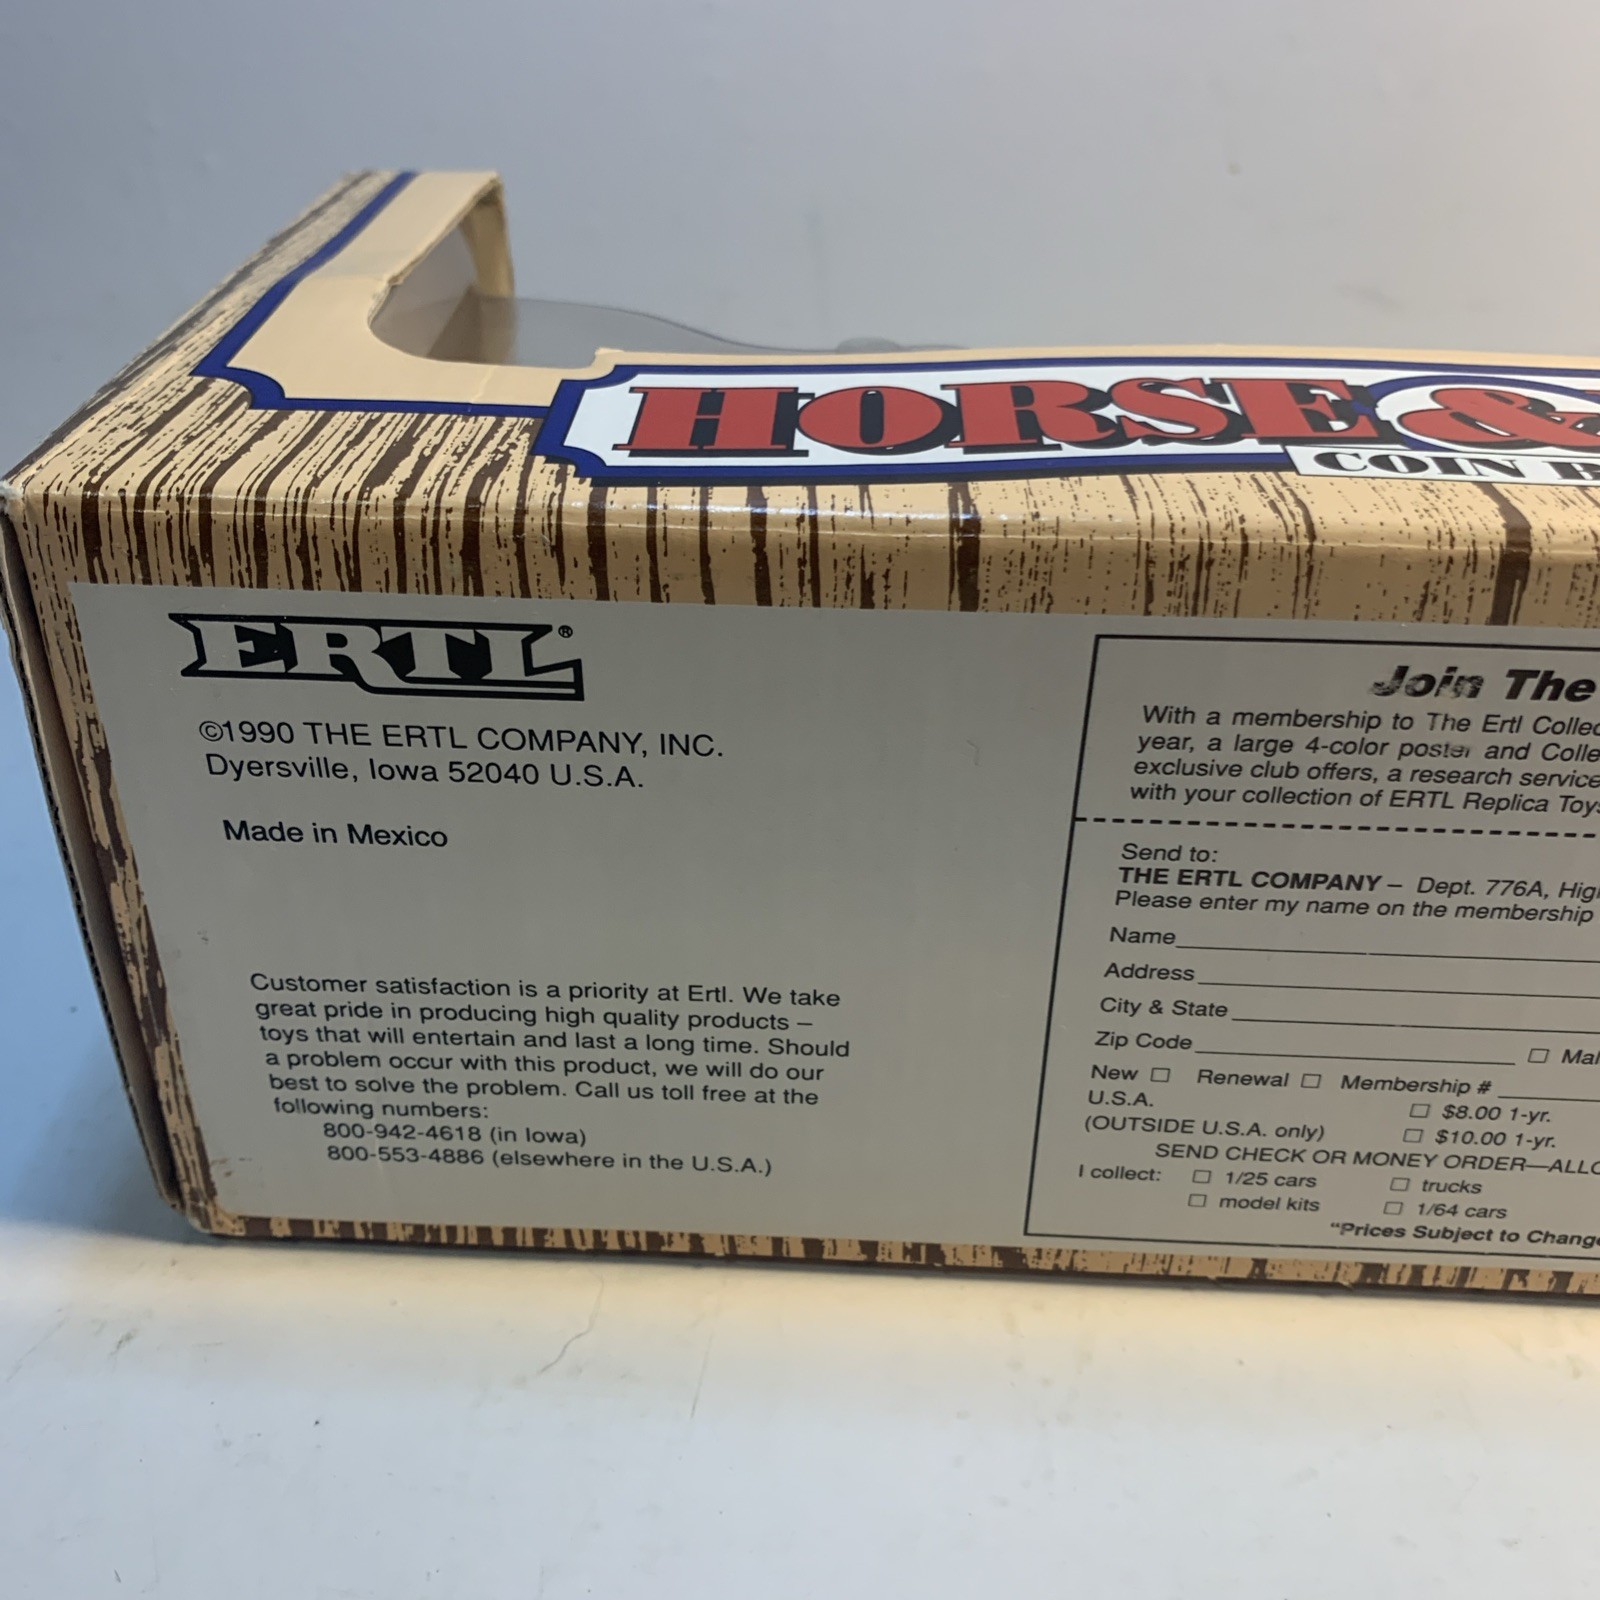 HORSE &
COIN
ERTL®
©1990 THE ERTL COMPANY, INC.
Dyersville, Iowa 52040 U.S.A.
Made in Mexico
Customer satisfaction is a priority at Ertl. We take
great pride in producing high quality products –
toys that will entertain and last a long time. Should
a problem occur with this product, we will do our
best to solve the problem. Call us toll free at the
following numbers:
800-942-4618 (in Iowa)
800-553-4886 (elsewhere in the U.S.A.)
Join The
With a membership to The Ertl
year, a large 4-color poster and
exclusive club offers, a research service
with your collection of ERTL Replica
Send to:
THE ERTL COMPANY – Dept. 776A,
Please enter my name on the membership
Name
Address
City & State
Zip Code
New □ Renewal □ Membership #
U.S.A. □ $8.00 1-yr.
(OUTSIDE U.S.A. only) □ $10.00 1-yr.
SEND CHECK OR MONEY ORDER—
I collect: □ 1/25 cars □ trucks
□ model kits □ 1/64 cars
"Prices Subject to